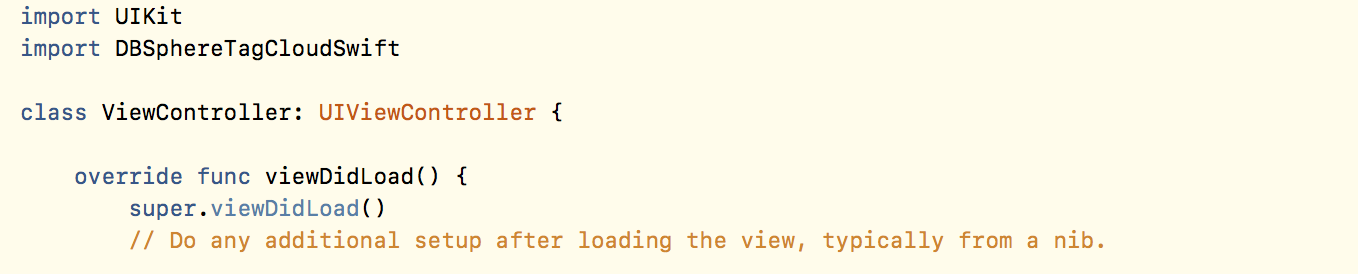 import UIKit
import DBSphereTagCloudSwift
class ViewController: UIViewController {
override func viewDidLoad() {
super.viewDidLoad()
// Do any additional setup after loading the view, typically from a nib.